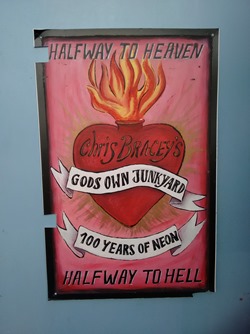 HALFWAY TO HEAVEN
Chris BRACEY'S
GODS OWN JUNKYARD
100 YEARS OF NEON
HALFWAY TO HELL